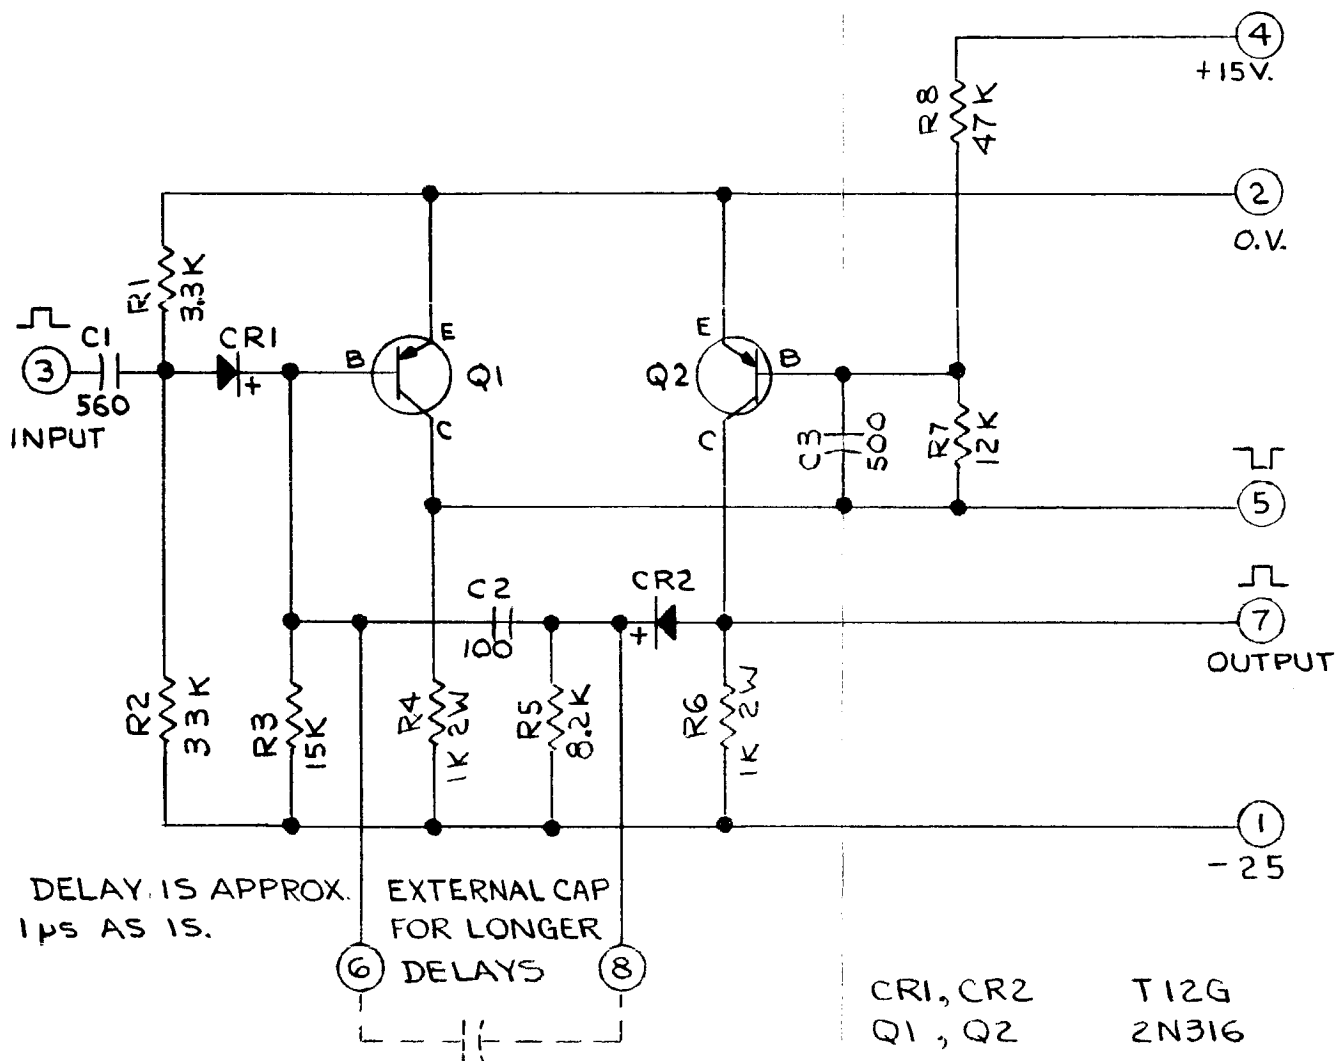 4
+15V.
R8
47K
2
O.V.
R1
3.3K
3
C1
560
INPUT
CR1
+
B
E
C
Q1
E
B
C
Q2
C3
500
R7
12K
5
C2
100
CR2
+
7
OUTPUT
R2
33K
R3
15K
R4
1K 2W
R5
8.2K
R6
1K 2W
1
-25
DELAY IS APPROX.
1µs AS IS.
EXTERNAL CAP
FOR LONGER
DELAYS
6
8
CR1, CR2 T12G
Q1, Q2 2N316